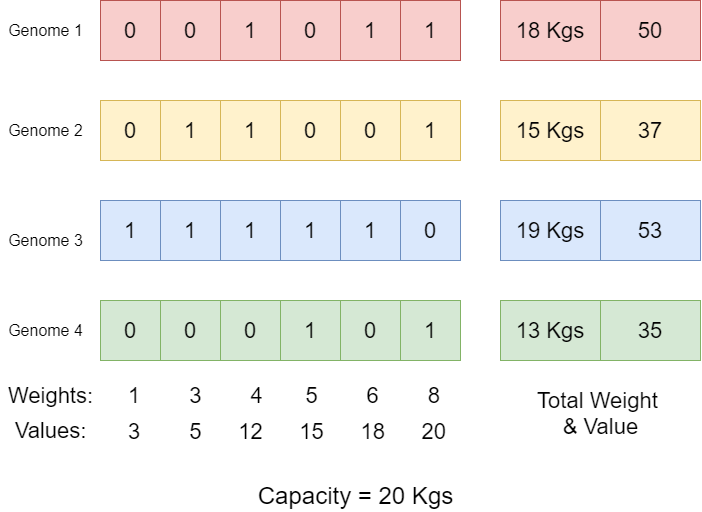 Genome 1 0 0 1 0 1 1 18 Kgs 50
Genome 2 0 1 1 0 0 1 15 Kgs 37
Genome 3 1 1 1 1 1 0 19 Kgs 53
Genome 4 0 0 0 1 0 1 13 Kgs 35
Weights: 1 3 4 5 6 8
Values: 3 5 12 15 18 20
Total Weight
& Value
Capacity = 20 Kgs